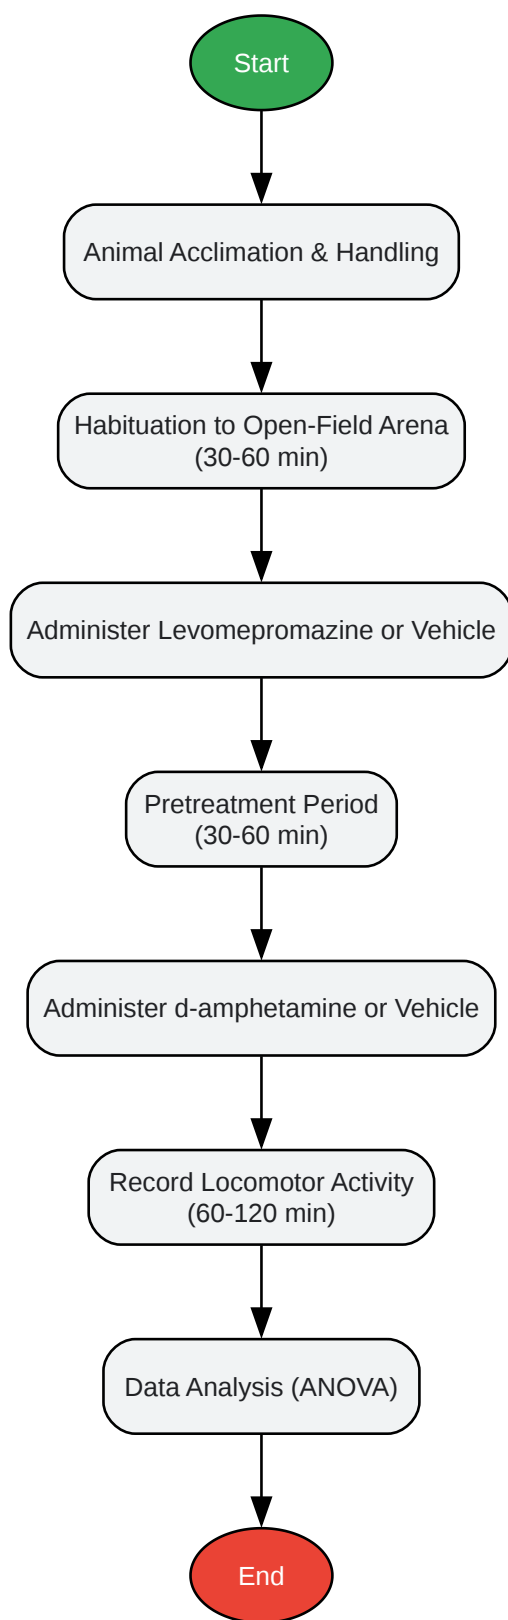 Start
Animal Acclimation & Handling
Habituation to Open-Field Arena
(30-60 min)
Administer Levomepromazine or Vehicle
Pretreatment Period
(30-60 min)
Administer d-amphetamine or Vehicle
Record Locomotor Activity
(60-120 min)
Data Analysis (ANOVA)
End